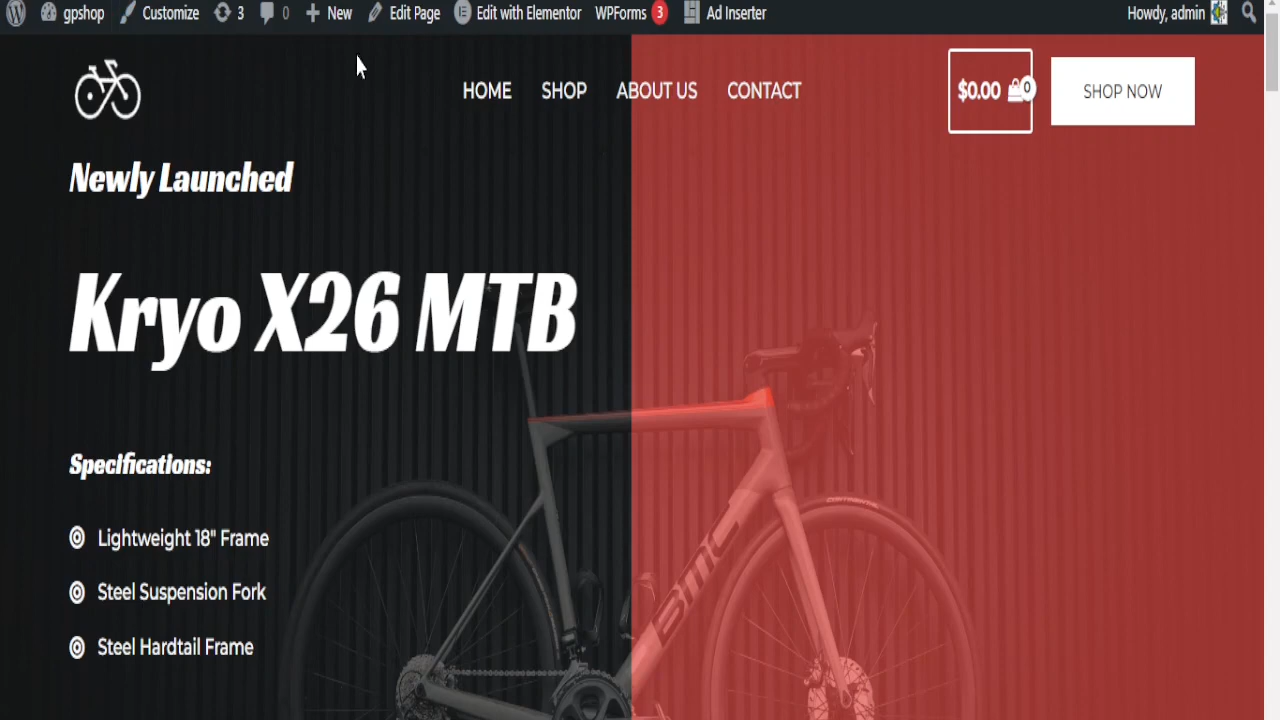 gpshop Customize 3 0 New Edit Page Edit with Elementor WPForms 3 Ad Inserter Howdy, admin
HOME SHOP ABOUT US CONTACT $0.00 0 SHOP NOW
Newly Launched
Kryo X26 MTB
Specifications:
Lightweight 18" Frame
Steel Suspension Fork
Steel Hardtail Frame
BMC